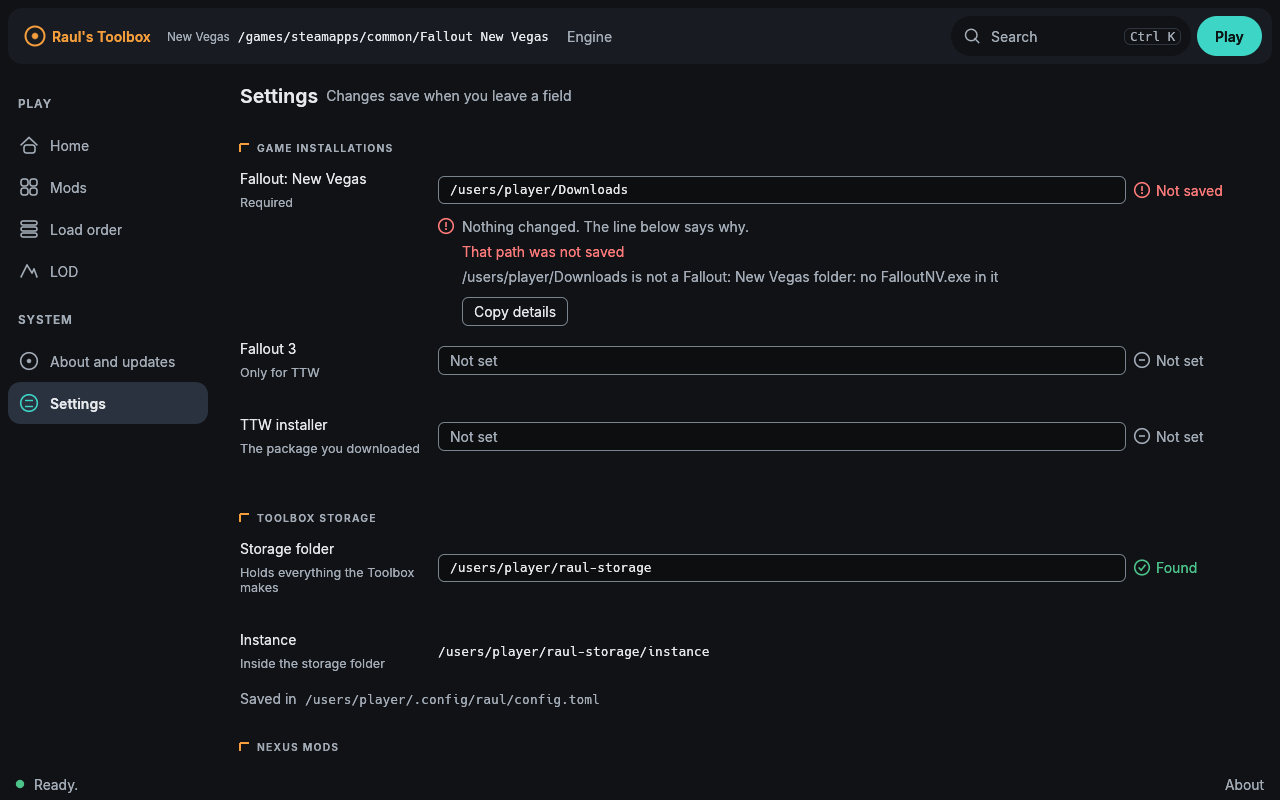 Raul's Toolbox
New Vegas /games/steamapps/common/Fallout New Vegas
Engine
Search
Ctrl K
Play
PLAY
Home
Mods
Load order
LOD
SYSTEM
About and updates
Settings
Settings Changes save when you leave a field
GAME INSTALLATIONS
Fallout: New Vegas
Required
/users/player/Downloads
Not saved
Nothing changed. The line below says why.
That path was not saved
/users/player/Downloads is not a Fallout: New Vegas folder: no FalloutNV.exe in it
Copy details
Fallout 3
Only for TTW
Not set
Not set
TTW installer
The package you downloaded
Not set
Not set
TOOLBOX STORAGE
Storage folder
Holds everything the Toolbox
makes
/users/player/raul-storage
Found
Instance
Inside the storage folder
/users/player/raul-storage/instance
Saved in /users/player/.config/raul/config.toml
NEXUS MODS
Ready.
About